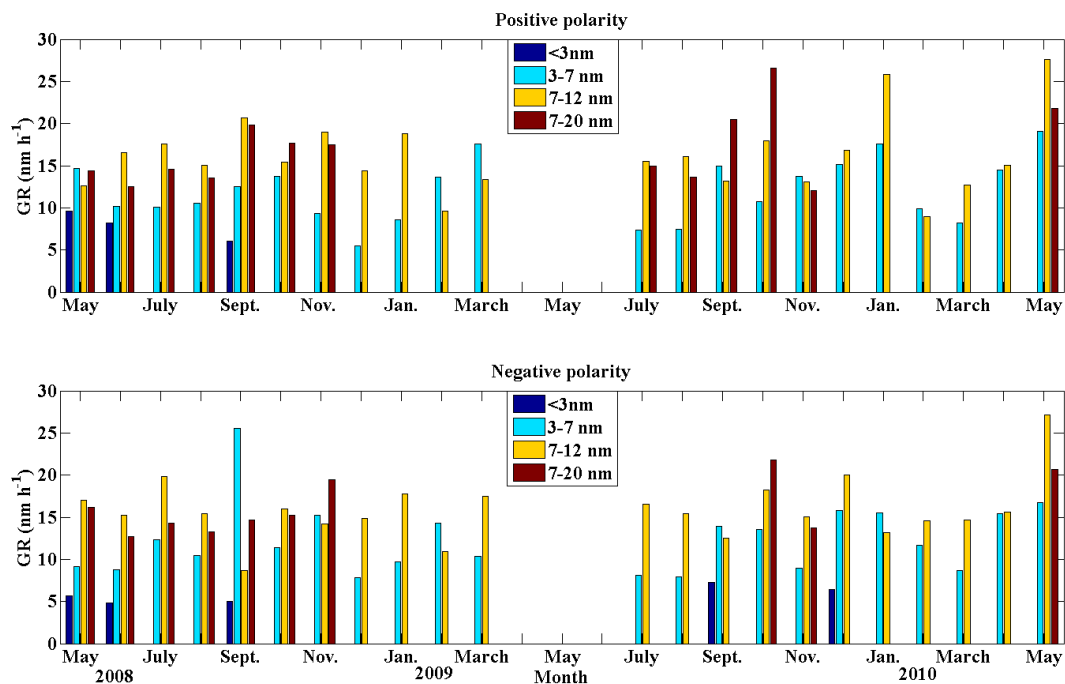 Positive polarity
30
25
20
15
10
5
0
GR (nm h⁻¹)
<3nm
3-7 nm
7-12 nm
7-20 nm
May July Sept. Nov. Jan. March May July Sept. Nov. Jan. March May
Negative polarity
30
25
20
15
10
5
0
GR (nm h⁻¹)
<3nm
3-7 nm
7-12 nm
7-20 nm
May July Sept. Nov. Jan. March May July Sept. Nov. Jan. March May
2008 2009 Month 2010